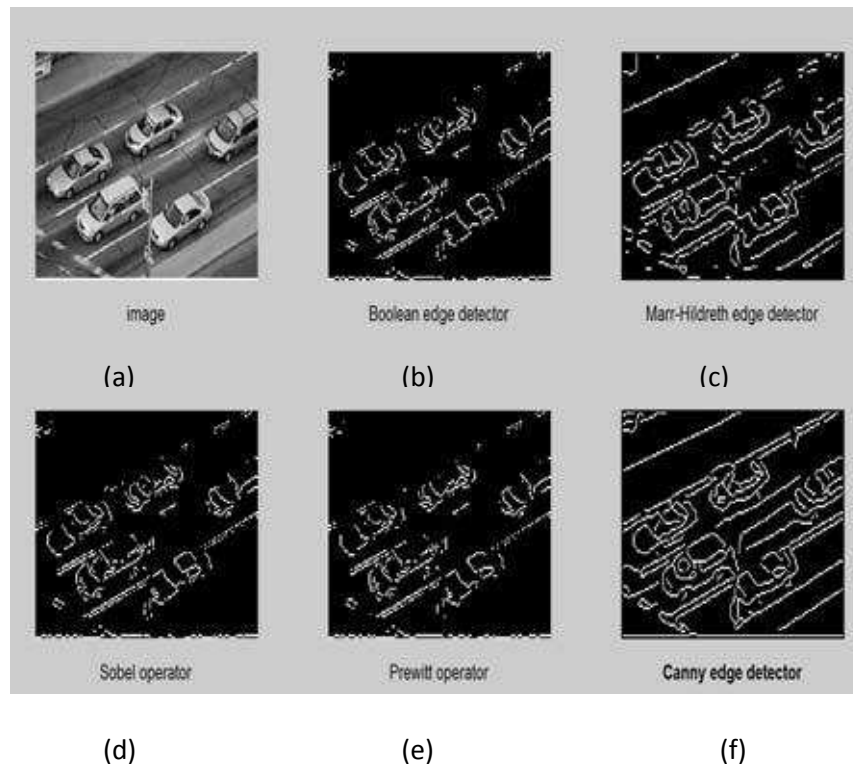 image
Boolean edge detector
Marr-Hildreth edge detector
(a)
(b)
(c)
Sobel operator
Prewitt operator
Canny edge detector
(d)
(e)
(f)